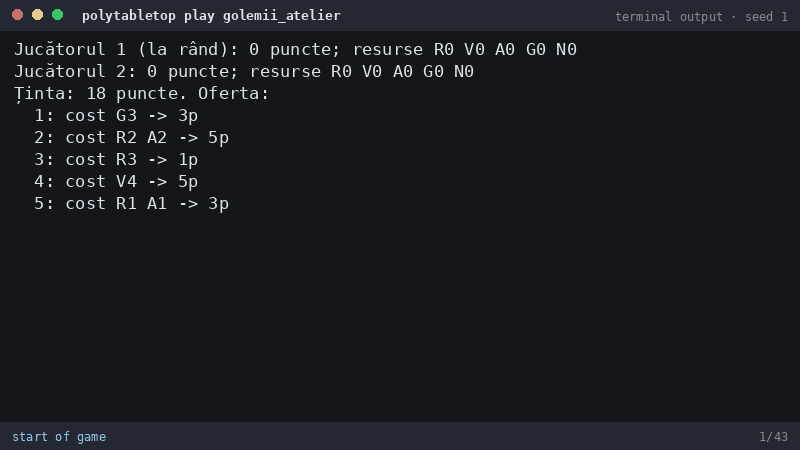 polytabletop play golemii_atelier
terminal output · seed 1
Jucătorul 1 (la rând): 0 puncte; resurse R0 V0 A0 G0 N0
Jucătorul 2: 0 puncte; resurse R0 V0 A0 G0 N0
Ținta: 18 puncte. Oferta:
1: cost G3 -> 3p
2: cost R2 A2 -> 5p
3: cost R3 -> 1p
4: cost V4 -> 5p
5: cost R1 A1 -> 3p
start of game
1/43